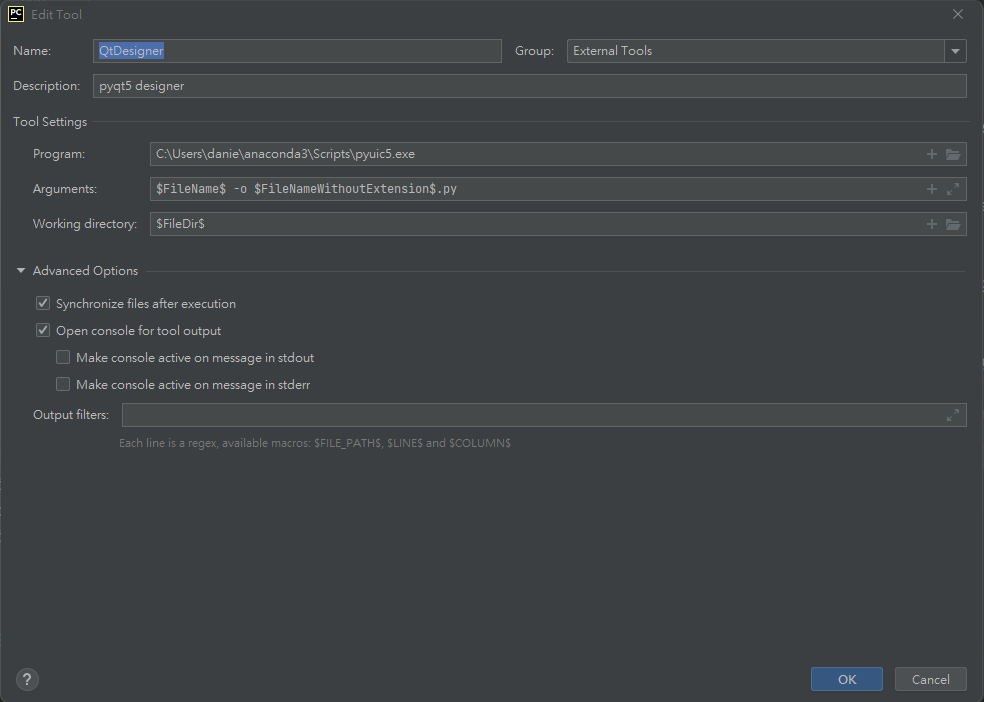 PC Edit Tool
Name: QtDesigner Group: External Tools
Description: pyqt5 designer
Tool Settings
Program: C:\Users\danie\anaconda3\Scripts\pyuic5.exe
Arguments: $FileName$ -o $FileNameWithoutExtension$.py
Working directory: $FileDir$
Advanced Options
Synchronize files after execution
Open console for tool output
Make console active on message in stdout
Make console active on message in stderr
Output filters:
Each line is a regex, available macros: $FILE_PATH$, $LINE$ and $COLUMN$
? OK Cancel